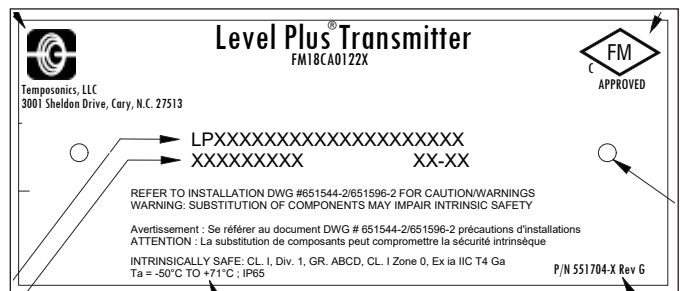 Level Plus® Transmitter
FM18CA0122X
FM
C
APPROVED
Temposonics, LLC
3001 Sheldon Drive, Cary, N.C. 27513
LPXXXXXXXXXXXXXXXXXXXX
XXXXXXXXX XX-XX
REFER TO INSTALLATION DWG #651544-2/651596-2 FOR CAUTION/WARNINGS
WARNING: SUBSTITUTION OF COMPONENTS MAY IMPAIR INTRINSIC SAFETY
Avertissement : Se référer au document DWG # 651544-2/651596-2 précautions d'installations
ATTENTION : La substitution de composants peut compromettre la sécurité intrinsèque
INTRINSICALLY SAFE: CL. I, Div. 1, GR. ABCD, CL. I Zone 0, Ex ia IIC T4 Ga
Ta = -50°C TO +71°C ; IP65
P/N 551704-X Rev G